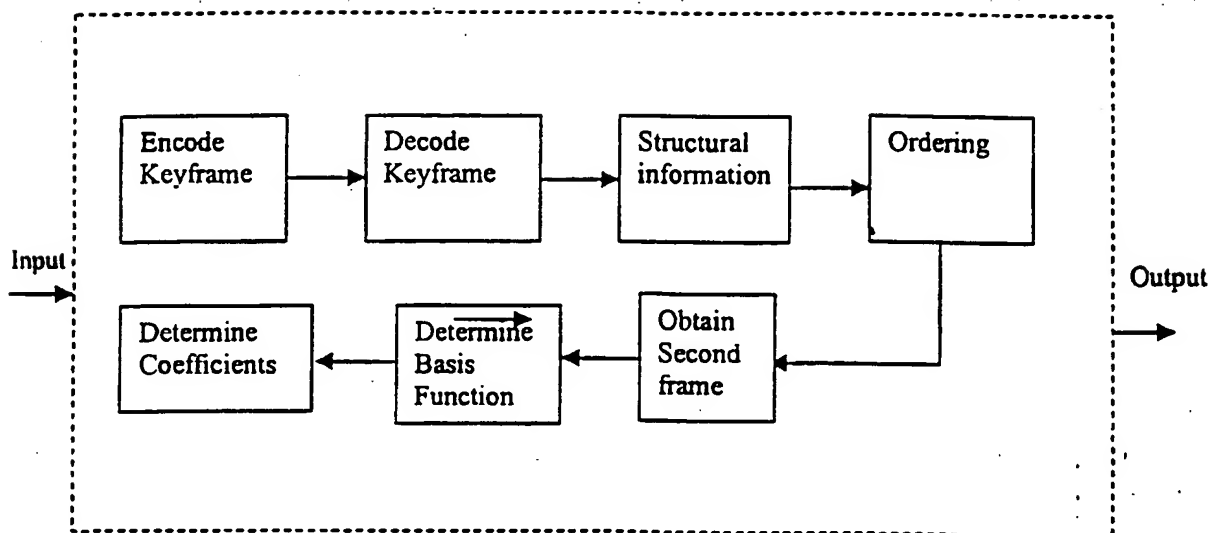 Encode
Keyframe
Decode
Keyframe
Structural
information
Ordering
Input
Output
Determine
Coefficients
Determine
Basis
Function
Obtain
Second
frame